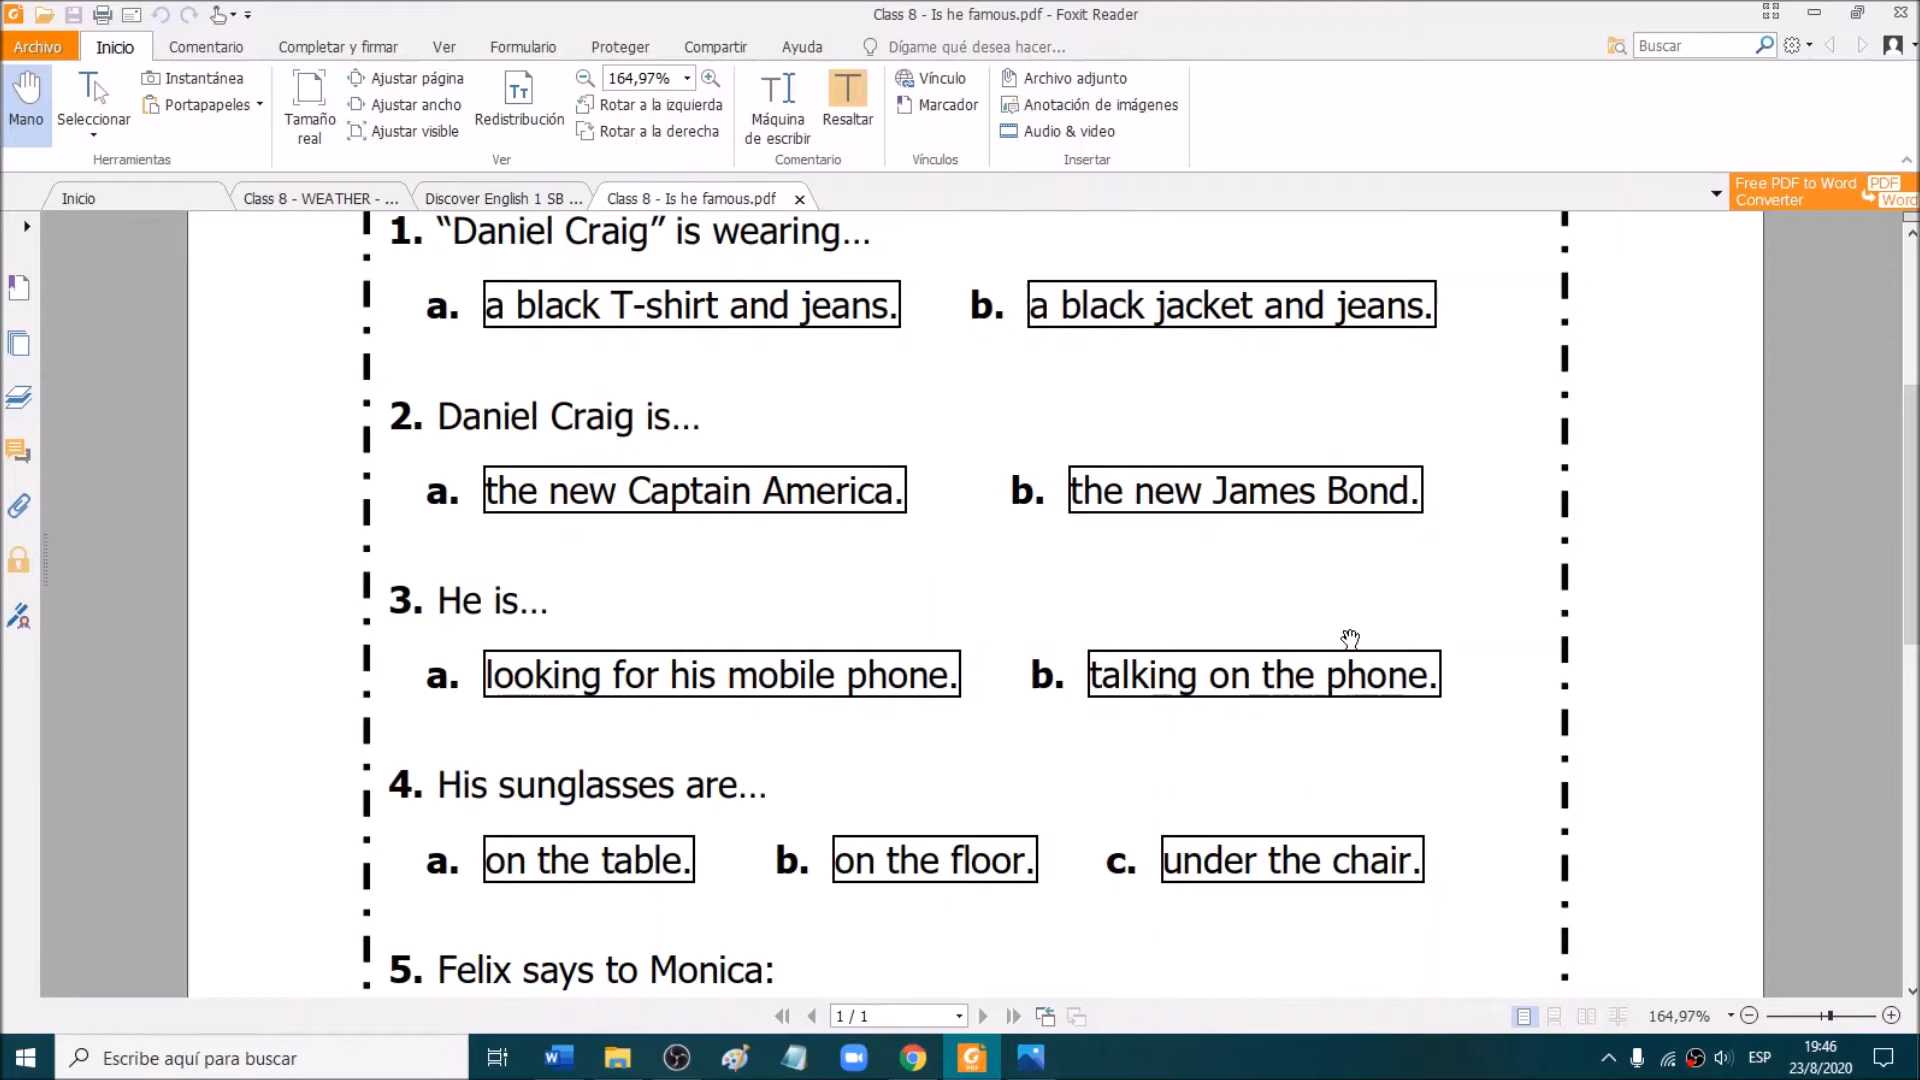 Class 8 - Is he famous.pdf - Foxit Reader
Archivo Inicio Comentario Completar y firmar Ver Formulario Proteger Compartir Ayuda Dígame qué desea hacer... Buscar
Mano
Seleccionar
Instantánea
Portapapeles
Herramientas
Tamaño real
Ajustar página
Ajustar ancho
Ajustar visible
Redistribución
164,97%
Rotar a la izquierda
Rotar a la derecha
Ver
Máquina de escribir
Resaltar
Comentario
Vínculo
Marcador
Vínculos
Archivo adjunto
Anotación de imágenes
Audio & video
Insertar
Inicio Class 8 - WEATHER - ... Discover English 1 SB ... Class 8 - Is he famous.pdf
Free PDF to Word Converter PDF Word
1. “Daniel Craig” is wearing...
a. a black T-shirt and jeans. b. a black jacket and jeans.
2. Daniel Craig is...
a. the new Captain America. b. the new James Bond.
3. He is...
a. looking for his mobile phone. b. talking on the phone.
4. His sunglasses are...
a. on the table. b. on the floor. c. under the chair.
5. Felix says to Monica:
1 / 1 164,97%
Escribe aquí para buscar ESP 19:46
23/8/2020